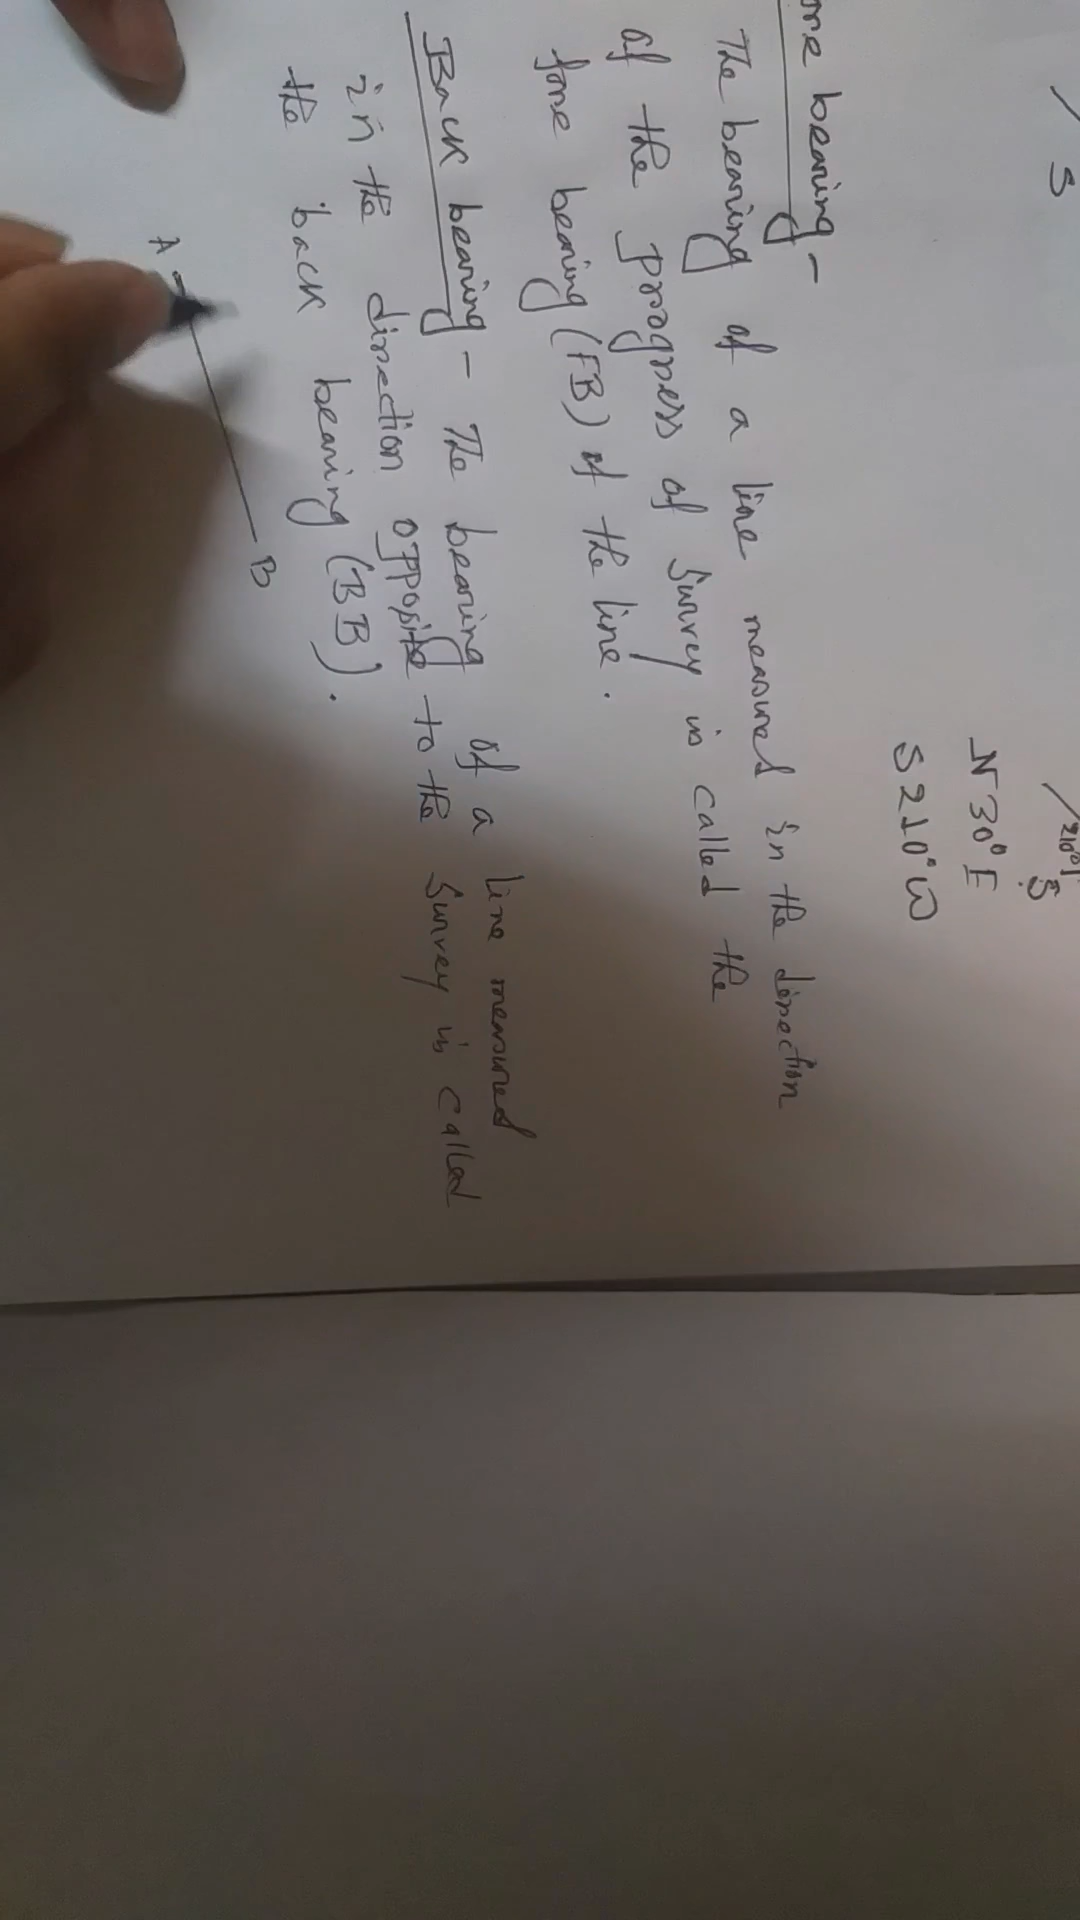 S
210°
S
N 30° E
S 210° W
bearing -
The bearing of a line measured in the direction
of the progress of survey is called the
fore bearing (FB) of the line.
Back bearing - The bearing of a line measured
in the direction opposite to the survey is called
the back bearing (BB).
A
B